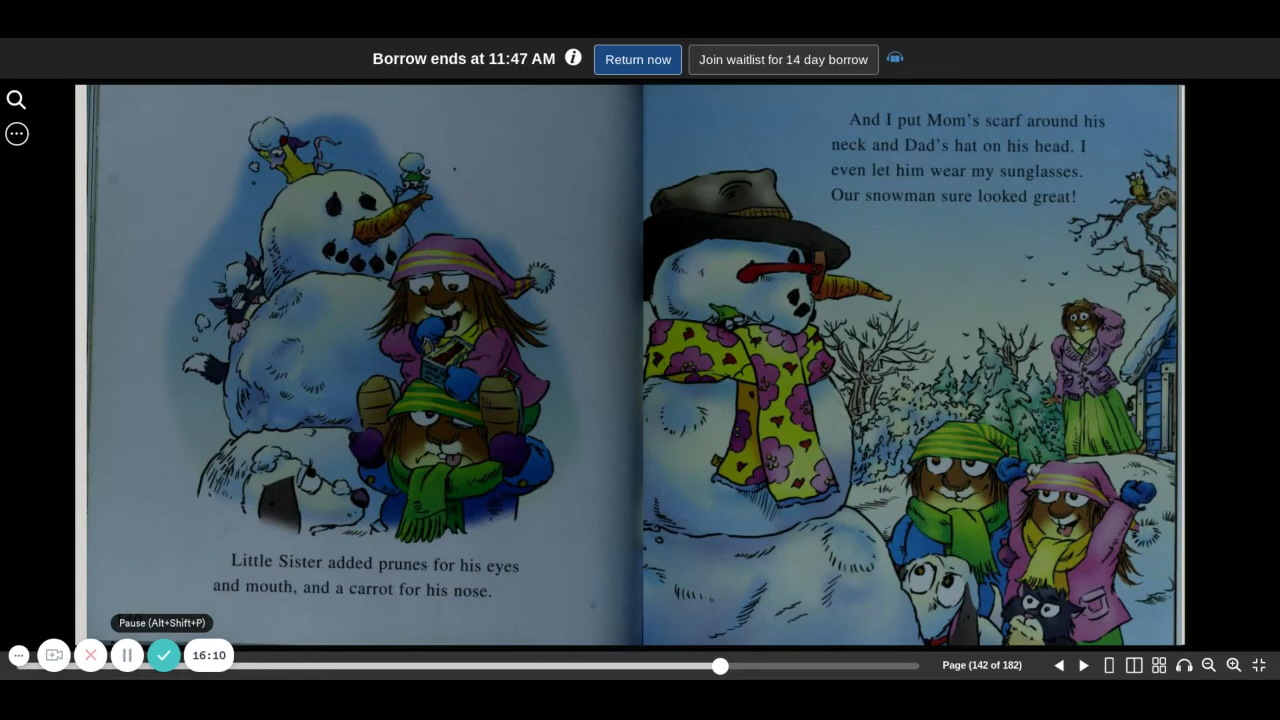 Borrow ends at 11:47 AM
Return now
Join waitlist for 14 day borrow
And I put Mom's scarf around his
neck and Dad's hat on his head. I
even let him wear my sunglasses.
Our snowman sure looked great!
Little Sister added prunes for his eyes
and mouth, and a carrot for his nose.
Pause (Alt+Shift+P)
16:10
Page (142 of 182)